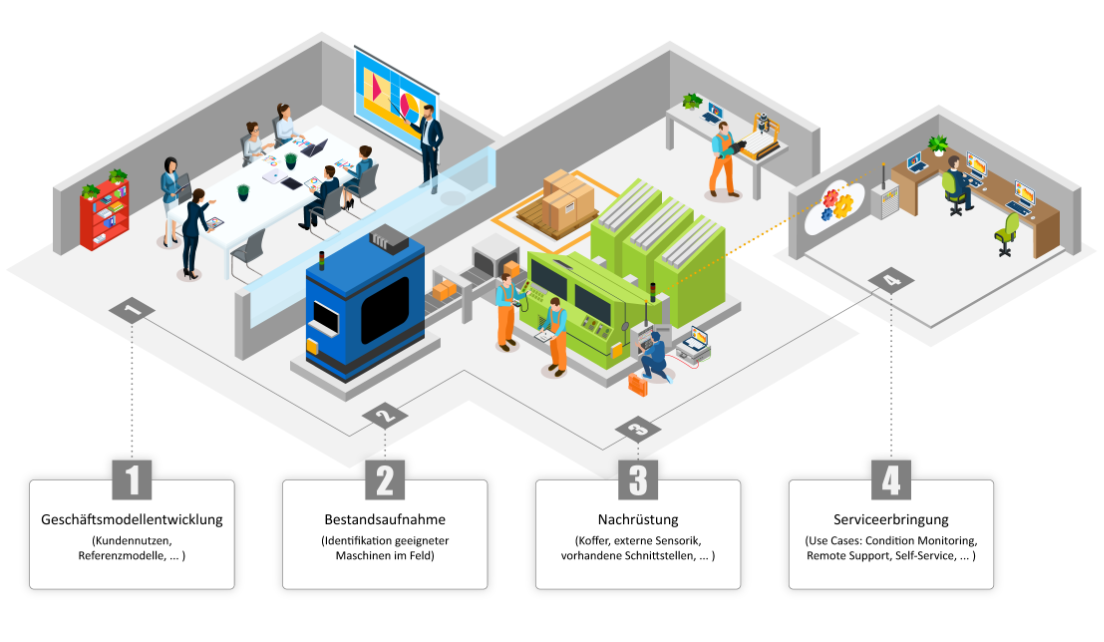 1
2
3
4
1
Geschäftsmodellentwicklung
(Kundennutzen,
Referenzmodelle, ... )
2
Bestandsaufnahme
(Identifikation geeigneter
Maschinen im Feld)
3
Nachrüstung
(Koffer, externe Sensorik,
vorhandene Schnittstellen, ... )
4
Serviceerbringung
(Use Cases: Condition Monitoring,
Remote Support, Self-Service, ... )